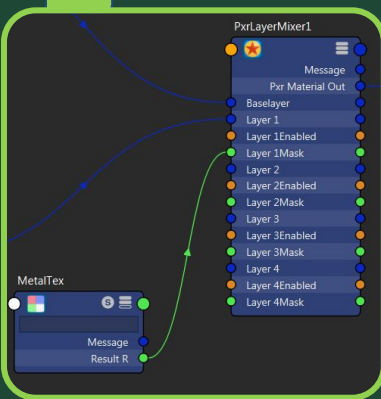 PxrLayerMixer1
Message
Pxr Material Out
Baselayer
Layer 1
Layer 1Enabled
Layer 1Mask
Layer 2
Layer 2Enabled
Layer 2Mask
Layer 3
Layer 3Enabled
Layer 3Mask
Layer 4
Layer 4Enabled
Layer 4Mask
MetalTex
S
Message
Result R